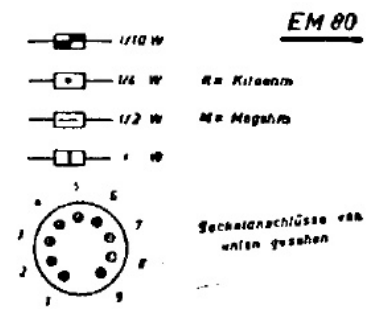 EM 80
1/10 W
1/4 W
K = Kiloohm
1/2 W
M = Megohm
1 W
5
4 6
3 7
Sockelanschlüsse von
unten gesehen
2 8
1 9